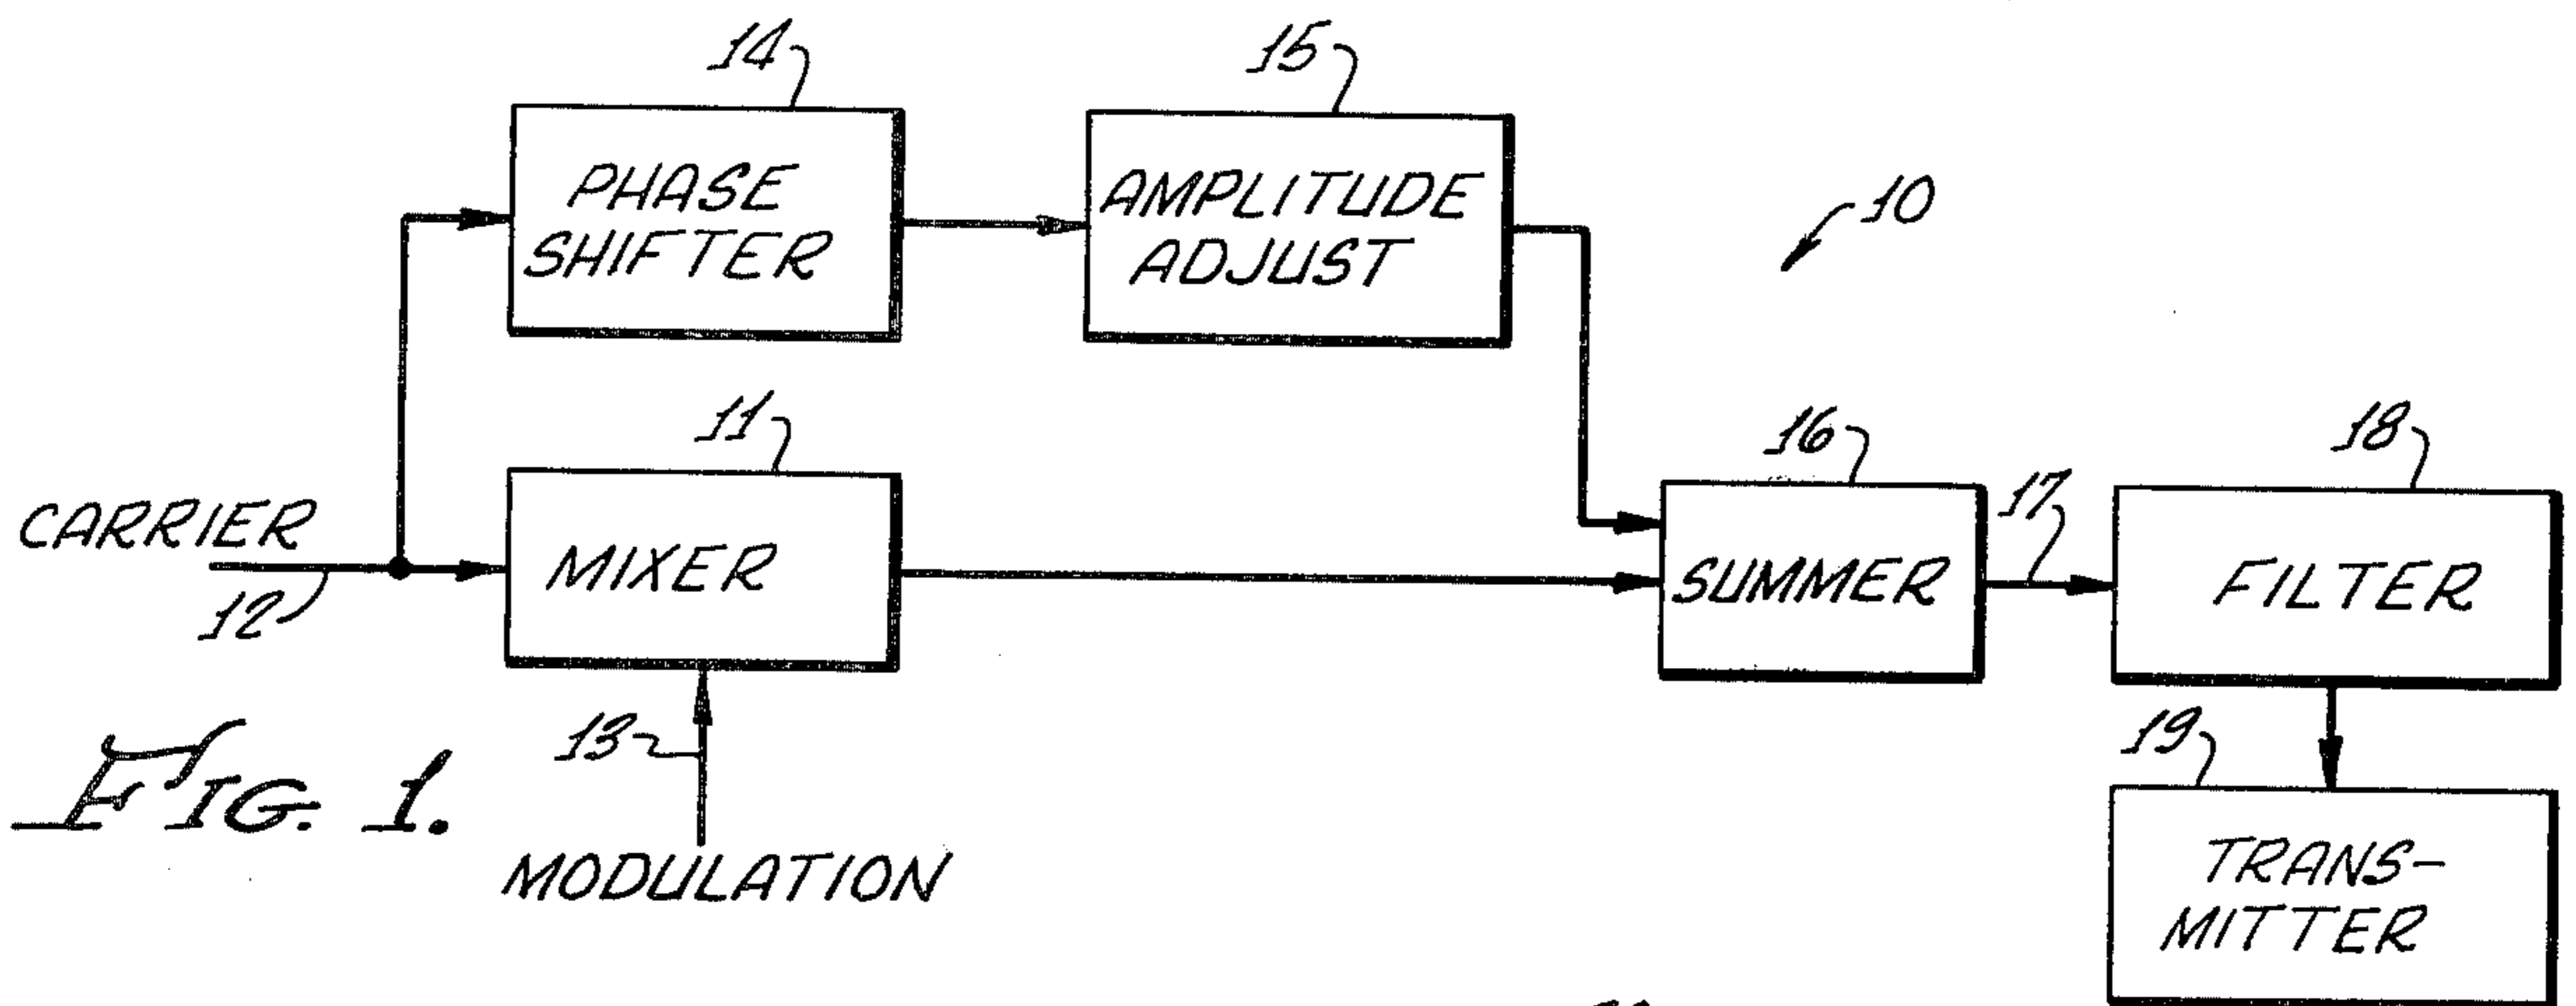 14
15
PHASE
SHIFTER
AMPLITUDE
ADJUST
10
11
16
18
CARRIER
12
MIXER
SUMMER
17
FILTER
13
MODULATION
19
TRANS-
MITTER
FIG. 1.